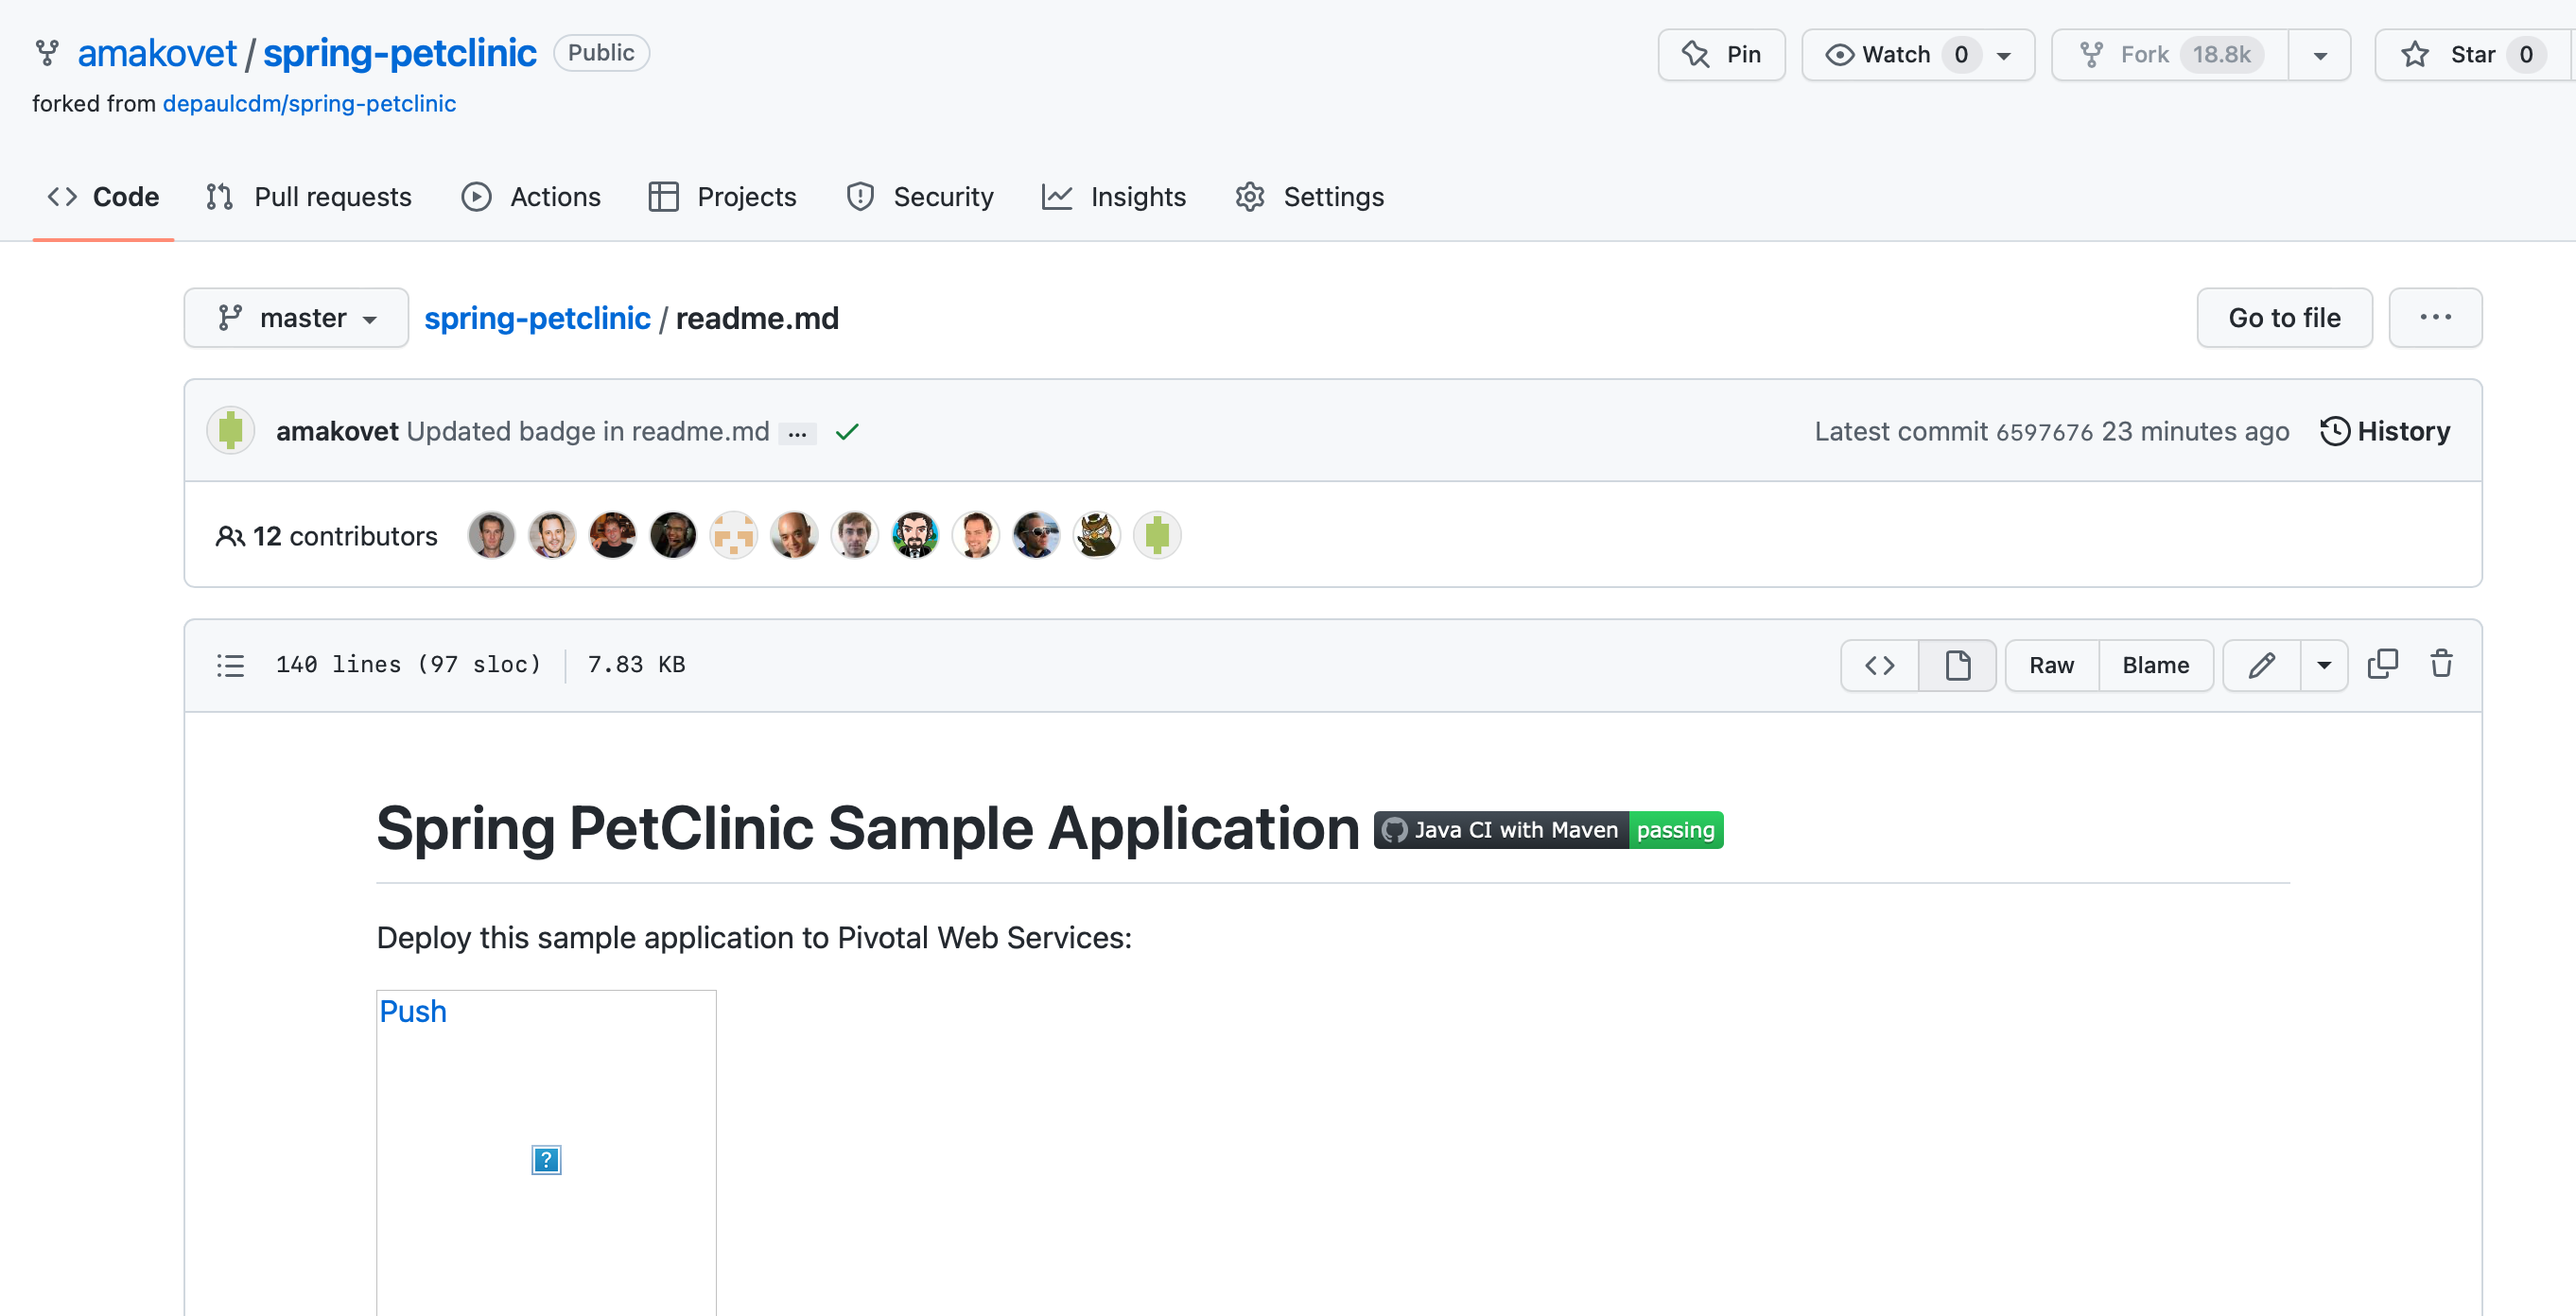 amakovet / spring-petclinic Public Pin Watch 0 Fork 18.8k Star 0
forked from depaulcdm/spring-petclinic
Code Pull requests Actions Projects Security Insights Settings
master spring-petclinic / readme.md Go to file ...
amakovet Updated badge in readme.md ... Latest commit 6597676 23 minutes ago History
12 contributors
140 lines (97 sloc) 7.83 KB Raw Blame
Spring PetClinic Sample Application Java CI with Maven passing
Deploy this sample application to Pivotal Web Services:
Push
?